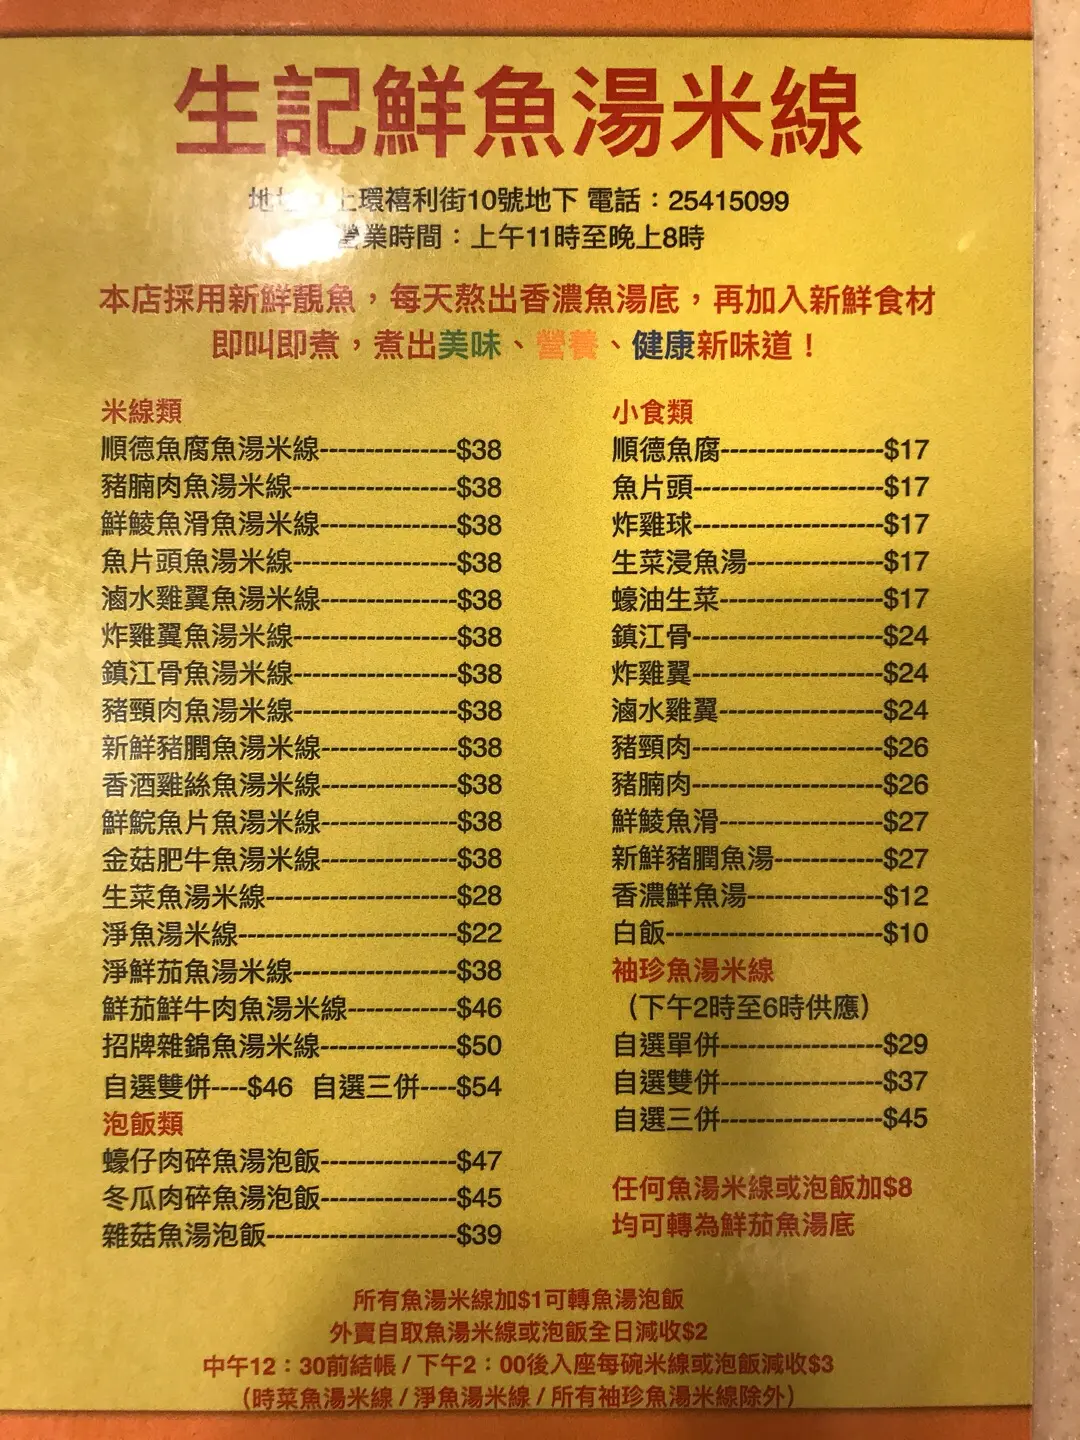 生記鮮魚湯米線
地 上環禧利街10號地下 電話：25415099
營業時間：上午11時至晚上8時
本店採用新鮮靚魚，每天熬出香濃魚湯底，再加入新鮮食材
即叫即煮，煮出美味、營養、健康新味道！
米線類
順德魚腐魚湯米線---------------$38
豬腩肉魚湯米線------------------$38
鮮鯪魚滑魚湯米線---------------$38
魚片頭魚湯米線------------------$38
滷水雞翼魚湯米線---------------$38
炸雞翼魚湯米線------------------$38
鎮江骨魚湯米線------------------$38
豬頸肉魚湯米線------------------$38
新鮮豬膶魚湯米線---------------$38
香酒雞絲魚湯米線---------------$38
鮮鯇魚片魚湯米線---------------$38
金菇肥牛魚湯米線---------------$38
生菜魚湯米線---------------------$28
淨魚湯米線------------------------$22
淨鮮茄魚湯米線------------------$38
鮮茄鮮牛肉魚湯米線------------$46
招牌雜錦魚湯米線---------------$50
自選雙併----$46 自選三併----$54
泡飯類
蠔仔肉碎魚湯泡飯---------------$47
冬瓜肉碎魚湯泡飯---------------$45
雜菇魚湯泡飯---------------------$39
小食類
順德魚腐------------------$17
魚片頭---------------------$17
炸雞球---------------------$17
生菜浸魚湯---------------$17
蠔油生菜------------------$17
鎮江骨---------------------$24
炸雞翼---------------------$24
滷水雞翼------------------$24
豬頸肉---------------------$26
豬腩肉---------------------$26
鮮鯪魚滑------------------$27
新鮮豬膶魚湯------------$27
香濃鮮魚湯---------------$12
白飯------------------------$10
袖珍魚湯米線
（下午2時至6時供應）
自選單併------------------$29
自選雙併------------------$37
自選三併------------------$45
任何魚湯米線或泡飯加$8
均可轉為鮮茄魚湯底
所有魚湯米線加$1可轉魚湯泡飯
外賣自取魚湯米線或泡飯全日減收$2
中午12：30前結帳 / 下午2：00後入座每碗米線或泡飯減收$3
（時菜魚湯米線 / 淨魚湯米線 / 所有袖珍魚湯米線除外）